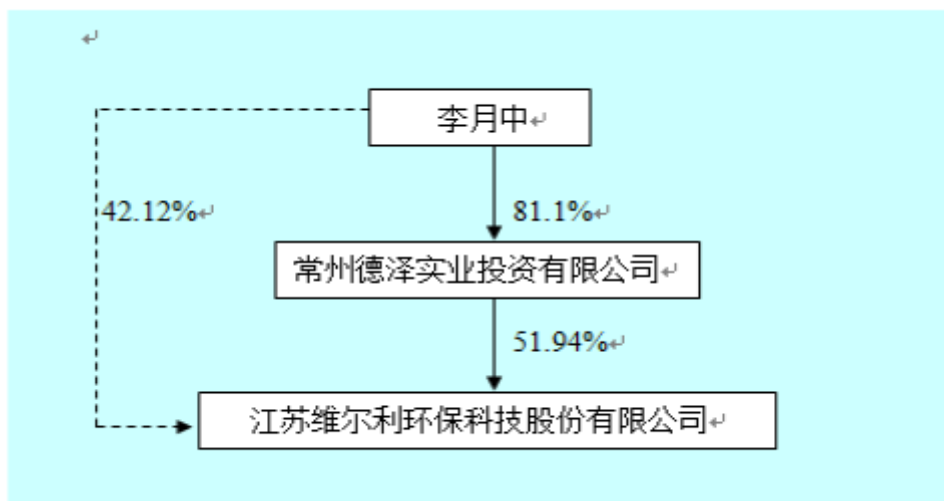 李月中
42.12%
81.1%
常州德泽实业投资有限公司
51.94%
江苏维尔利环保科技股份有限公司